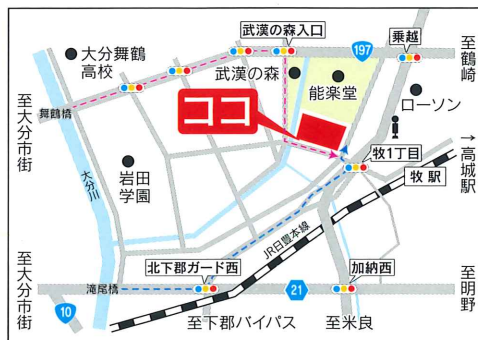 武漢の森入口
197
乗越
至鶴崎
大分舞鶴
高校
武漢の森
能楽堂
ローソン
ココ
舞鶴橋
至大分市街
大分川
岩田
学園
牧1丁目
→高城駅
牧駅
JR日豊本線
北下郡ガード西
加納西
至大分市街
滝尾橋
21
至明野
10
至下郡バイパス
至米良